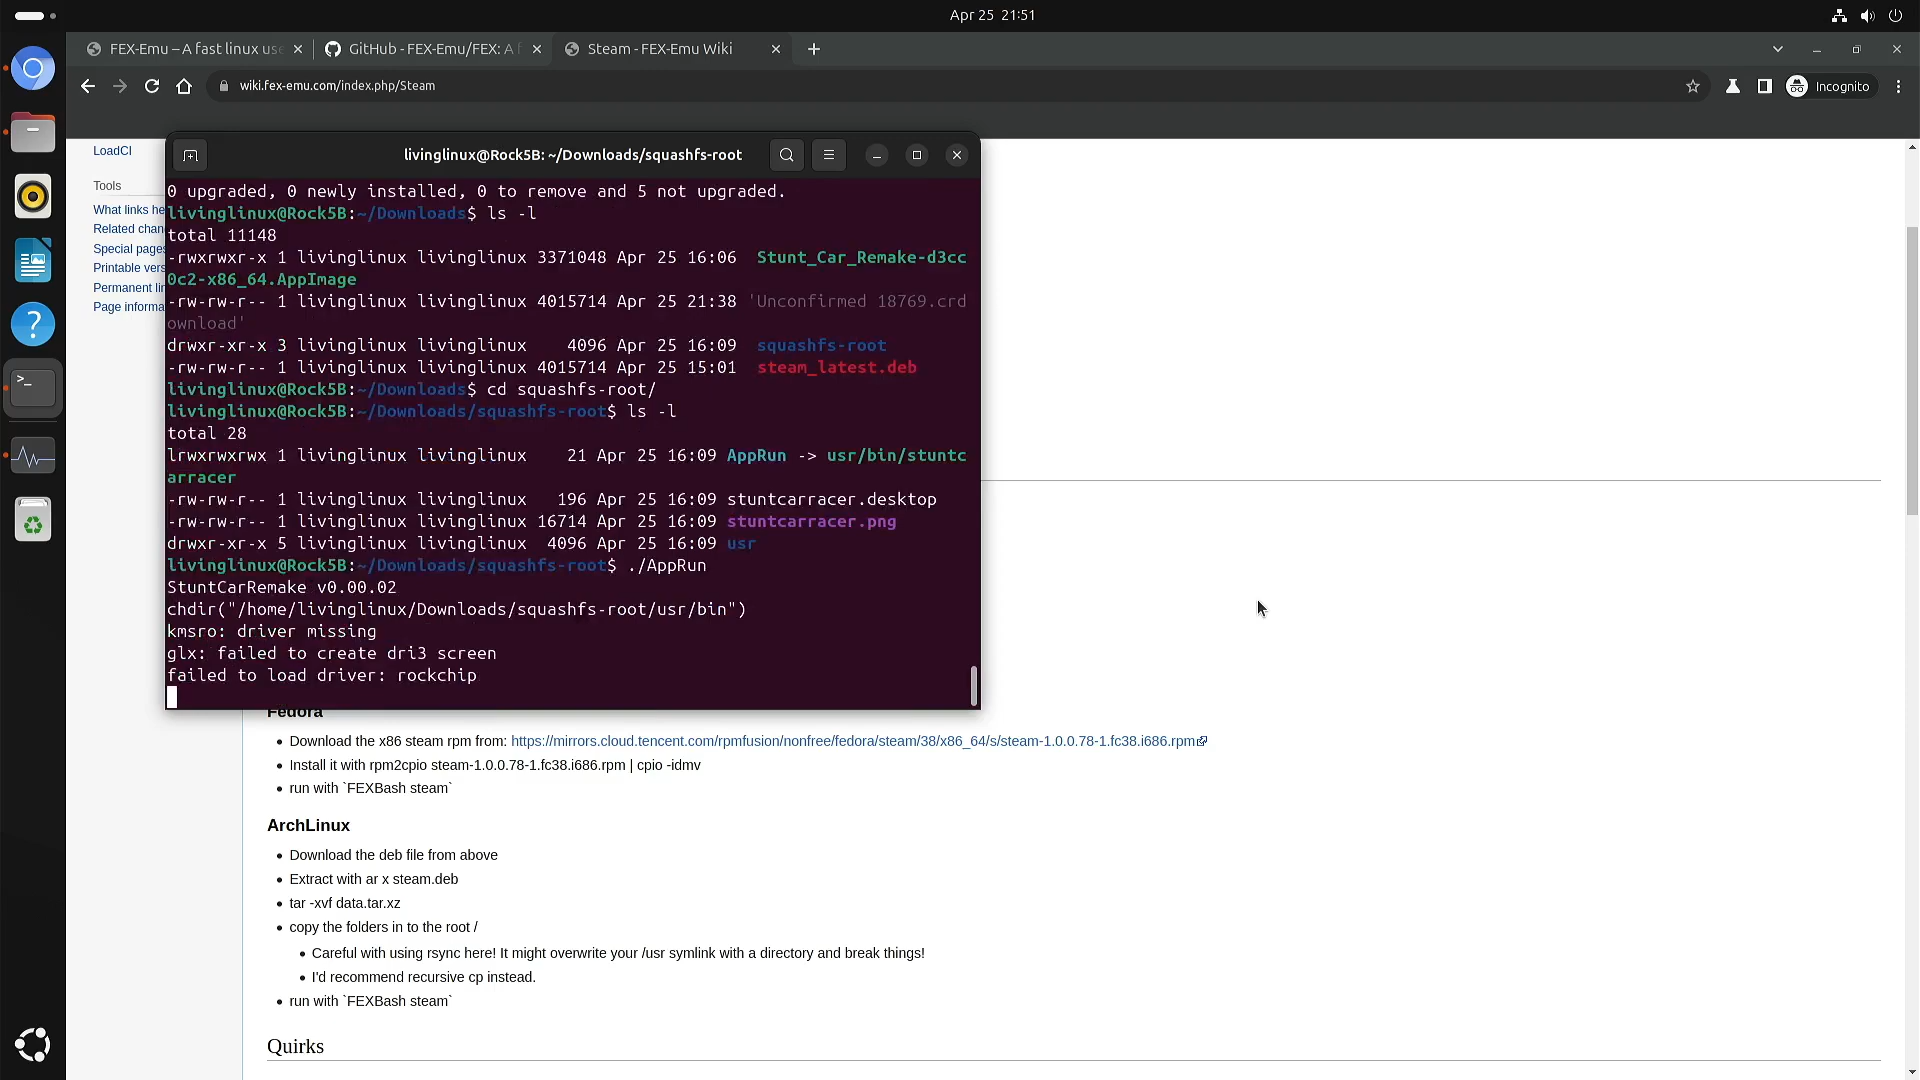 Apr 25 21:51
FEX-Emu – A fast linux use
GitHub - FEX-Emu/FEX: A f
Steam - FEX-Emu Wiki
wiki.fex-emu.com/index.php/Steam
Incognito
LoadCI
Tools
What links he
Related chan
Special pages
Printable vers
Permanent lin
Page informa
livinglinux@Rock5B: ~/Downloads/squashfs-root
0 upgraded, 0 newly installed, 0 to remove and 5 not upgraded.
livinglinux@Rock5B:~/Downloads$ ls -l
total 11148
-rwxrwxr-x 1 livinglinux livinglinux 3371048 Apr 25 16:06  Stunt_Car_Remake-d3cc
0c2-x86_64.AppImage
-rw-rw-r-- 1 livinglinux livinglinux 4015714 Apr 25 21:38 'Unconfirmed 18769.crd
ownload'
drwxr-xr-x 3 livinglinux livinglinux    4096 Apr 25 16:09  squashfs-root
-rw-rw-r-- 1 livinglinux livinglinux 4015714 Apr 25 15:01  steam_latest.deb
livinglinux@Rock5B:~/Downloads$ cd squashfs-root/
livinglinux@Rock5B:~/Downloads/squashfs-root$ ls -l
total 28
lrwxrwxrwx 1 livinglinux livinglinux    21 Apr 25 16:09 AppRun -> usr/bin/stuntc
arracer
-rw-rw-r-- 1 livinglinux livinglinux   196 Apr 25 16:09 stuntcarracer.desktop
-rw-rw-r-- 1 livinglinux livinglinux 16714 Apr 25 16:09 stuntcarracer.png
drwxr-xr-x 5 livinglinux livinglinux  4096 Apr 25 16:09 usr
livinglinux@Rock5B:~/Downloads/squashfs-root$ ./AppRun
StuntCarRemake v0.00.02
chdir("/home/livinglinux/Downloads/squashfs-root/usr/bin")
kmsro: driver missing
glx: failed to create dri3 screen
failed to load driver: rockchip
Fedora
Download the x86 steam rpm from: https://mirrors.cloud.tencent.com/rpmfusion/nonfree/fedora/steam/38/x86_64/s/steam-1.0.0.78-1.fc38.i686.rpm
Install it with rpm2cpio steam-1.0.0.78-1.fc38.i686.rpm | cpio -idmv
run with `FEXBash steam`
ArchLinux
Download the deb file from above
Extract with ar x steam.deb
tar -xvf data.tar.xz
copy the folders in to the root /
Careful with using rsync here! It might overwrite your /usr symlink with a directory and break things!
I'd recommend recursive cp instead.
run with `FEXBash steam`
Quirks